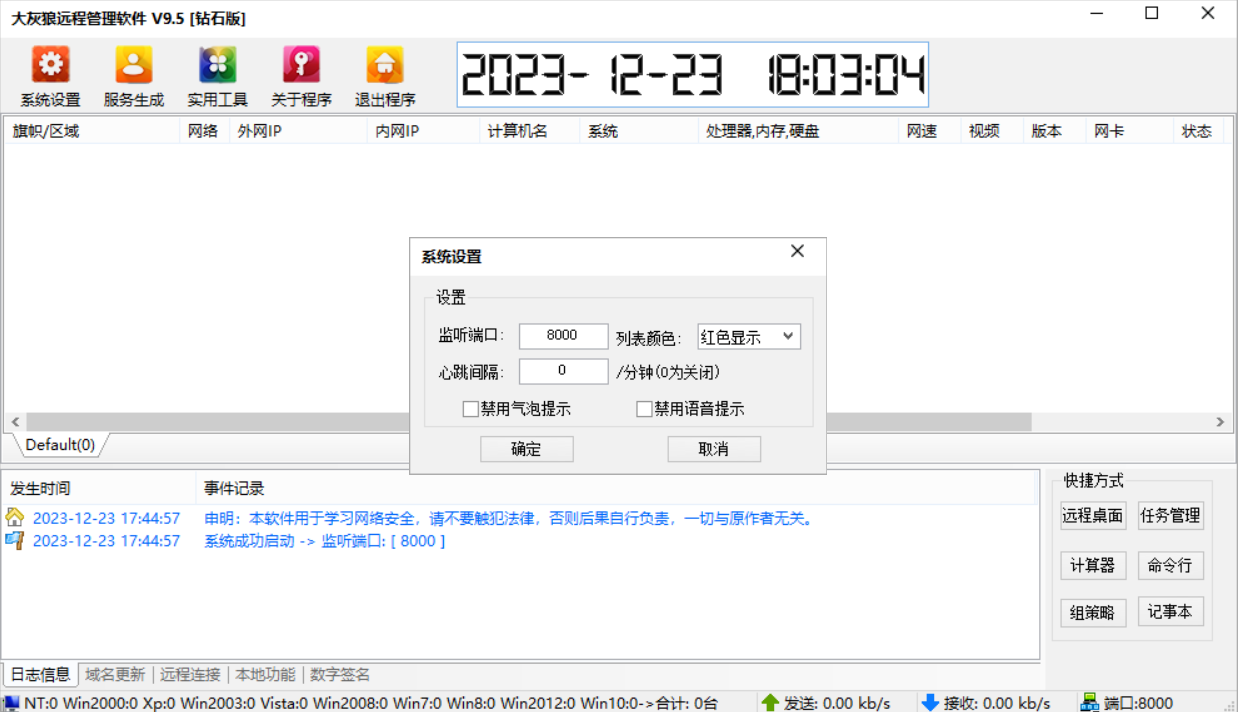 大灰狼远程管理软件 V9.5 [钻石版]
系统设置 服务生成 实用工具 关于程序 退出程序
2023-12-23 18:03:04
旗帜/区域 网络 外网IP 内网IP 计算机名 系统 处理器,内存,硬盘 网速 视频 版本 网卡 状态
系统设置
设置
监听端口: 8000 列表颜色: 红色显示
心跳间隔: 0 /分钟(0为关闭)
禁用气泡提示 禁用语音提示
确定 取消
Default(0)
发生时间 事件记录
2023-12-23 17:44:57 申明：本软件用于学习网络安全，请不要触犯法律，否则后果自行负责，一切与原作者无关。
2023-12-23 17:44:57 系统成功启动 -> 监听端口: [ 8000 ]
快捷方式
远程桌面 任务管理
计算器 命令行
组策略 记事本
日志信息 域名更新 远程连接 本地功能 数字签名
NT:0 Win2000:0 Xp:0 Win2003:0 Vista:0 Win2008:0 Win7:0 Win8:0 Win2012:0 Win10:0->合计: 0台 发送: 0.00 kb/s 接收: 0.00 kb/s 端口:8000